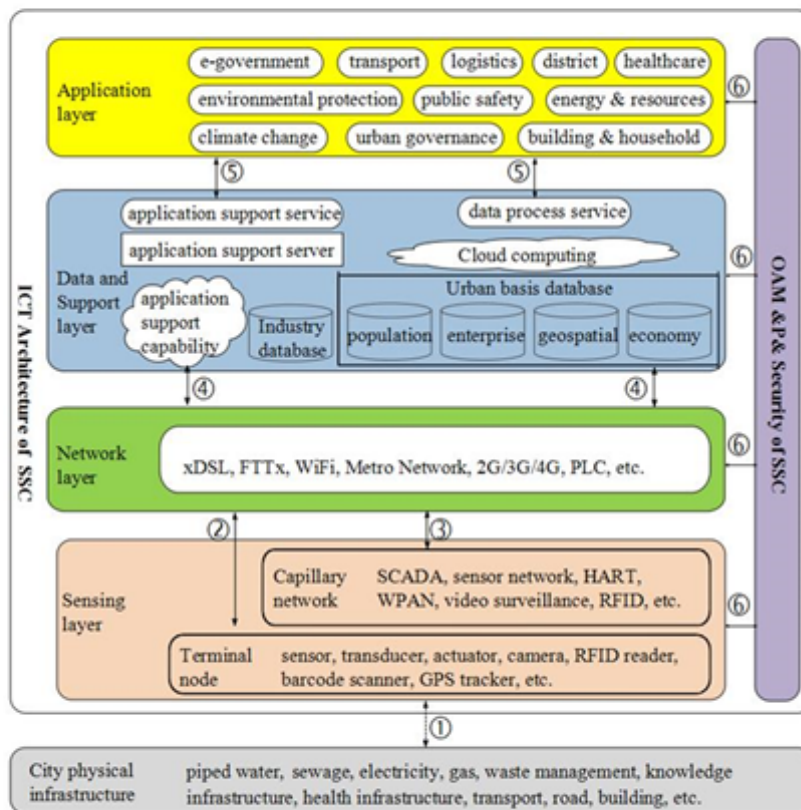 ICT Architecture of SSC
OAM &P& Security of SSC
Application
layer
e-government
transport
logistics
district
healthcare
environmental protection
public safety
energy & resources
climate change
urban governance
building & household
⑥
⑤
⑤
Data and
Support
layer
application support service
data process service
application support server
Cloud computing
application
support
capability
Industry
database
Urban basis database
population
enterprise
geospatial
economy
⑥
④
④
Network
layer
xDSL, FTTx, WiFi, Metro Network, 2G/3G/4G, PLC, etc.
⑥
②
③
Sensing
layer
Capillary
network
SCADA, sensor network, HART,
WPAN, video surveillance, RFID, etc.
⑥
Terminal
node
sensor, transducer, actuator, camera, RFID reader,
barcode scanner, GPS tracker, etc.
①
City physical
infrastructure
piped water, sewage, electricity, gas, waste management, knowledge
infrastructure, health infrastructure, transport, road, building, etc.